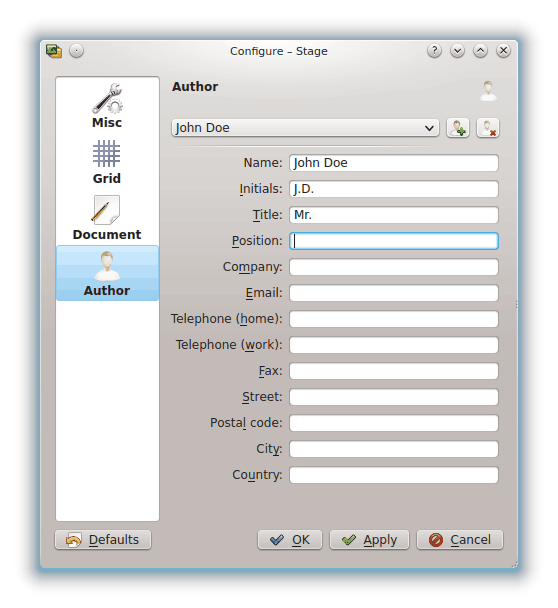 Configure – Stage
Misc
Grid
Document
Author
Author
John Doe
Name: John Doe
Initials: J.D.
Title: Mr.
Position:
Company:
Email:
Telephone (home):
Telephone (work):
Fax:
Street:
Postal code:
City:
Country:
Defaults OK Apply Cancel